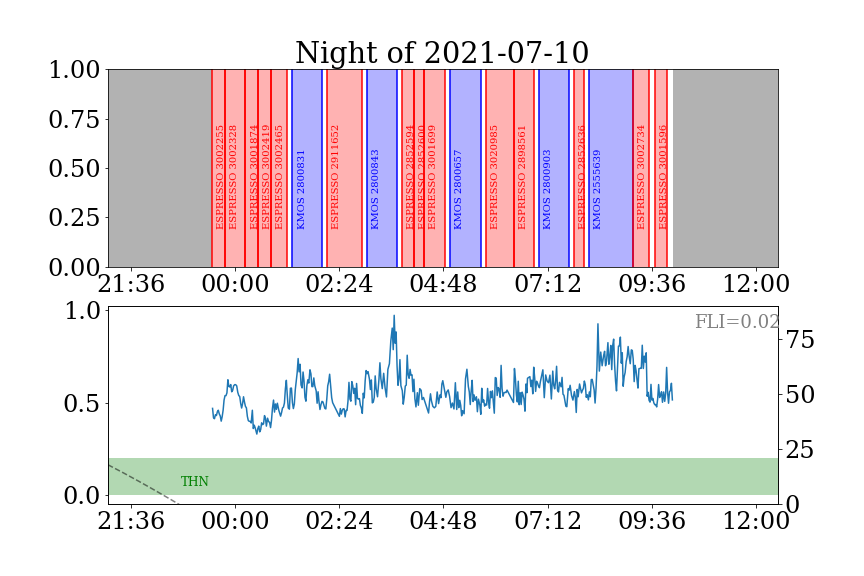 Night of 2021-07-10
1.00
0.75
0.50
0.25
0.00
ESPRESSO 3002255
ESPRESSO 3002328
ESPRESSO 3001874
ESPRESSO 3002419
ESPRESSO 3002465
KMOS 2800831
ESPRESSO 2911652
KMOS 2800843
ESPRESSO 2852594
ESPRESSO 2852600
ESPRESSO 3001699
KMOS 2800657
ESPRESSO 3020985
ESPRESSO 2898561
KMOS 2800903
ESPRESSO 2852636
KMOS 2555639
ESPRESSO 3002734
ESPRESSO 3001596
21:36 00:00 02:24 04:48 07:12 09:36 12:00
1.0
0.5
0.0
FLI=0.02
THN
75
50
25
0
21:36 00:00 02:24 04:48 07:12 09:36 12:00